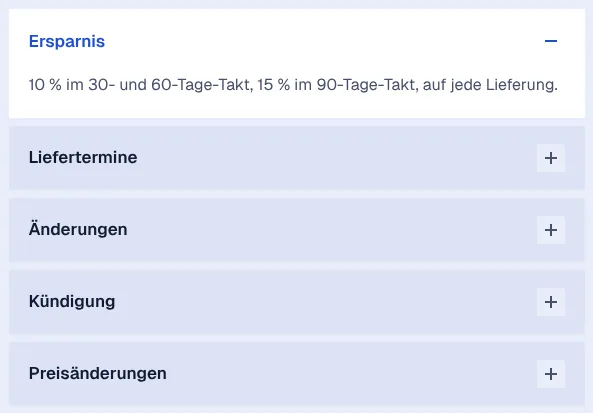 Ersparnis
10 % im 30- und 60-Tage-Takt, 15 % im 90-Tage-Takt, auf jede Lieferung.
Liefertermine
Änderungen
Kündigung
Preisänderungen